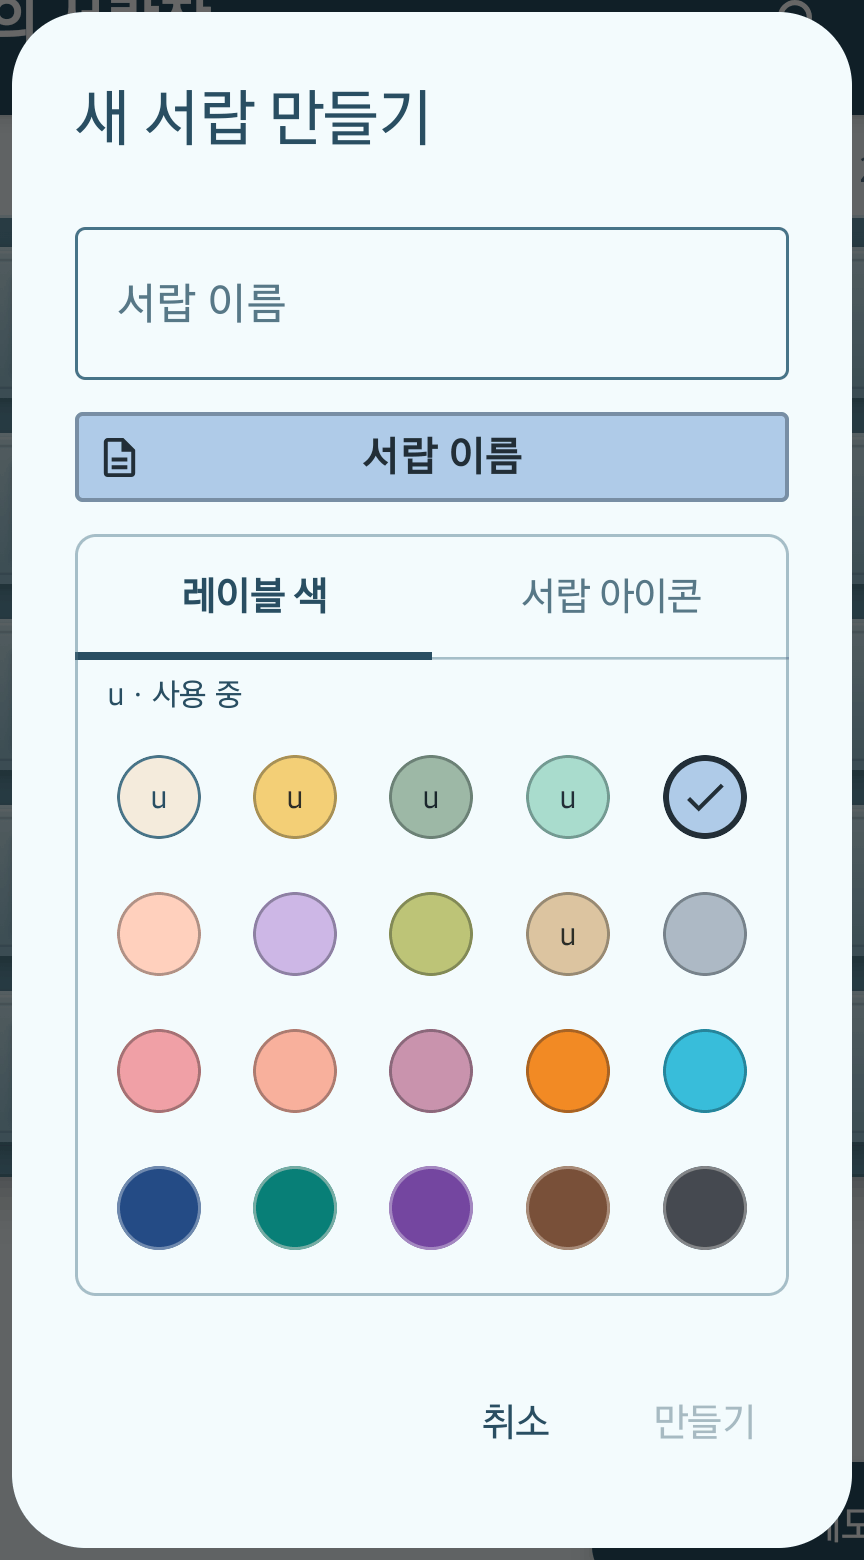 새 서랍 만들기
서랍 이름
서랍 이름
레이블 색
서랍 아이콘
u · 사용 중
u u u u
u
취소
만들기